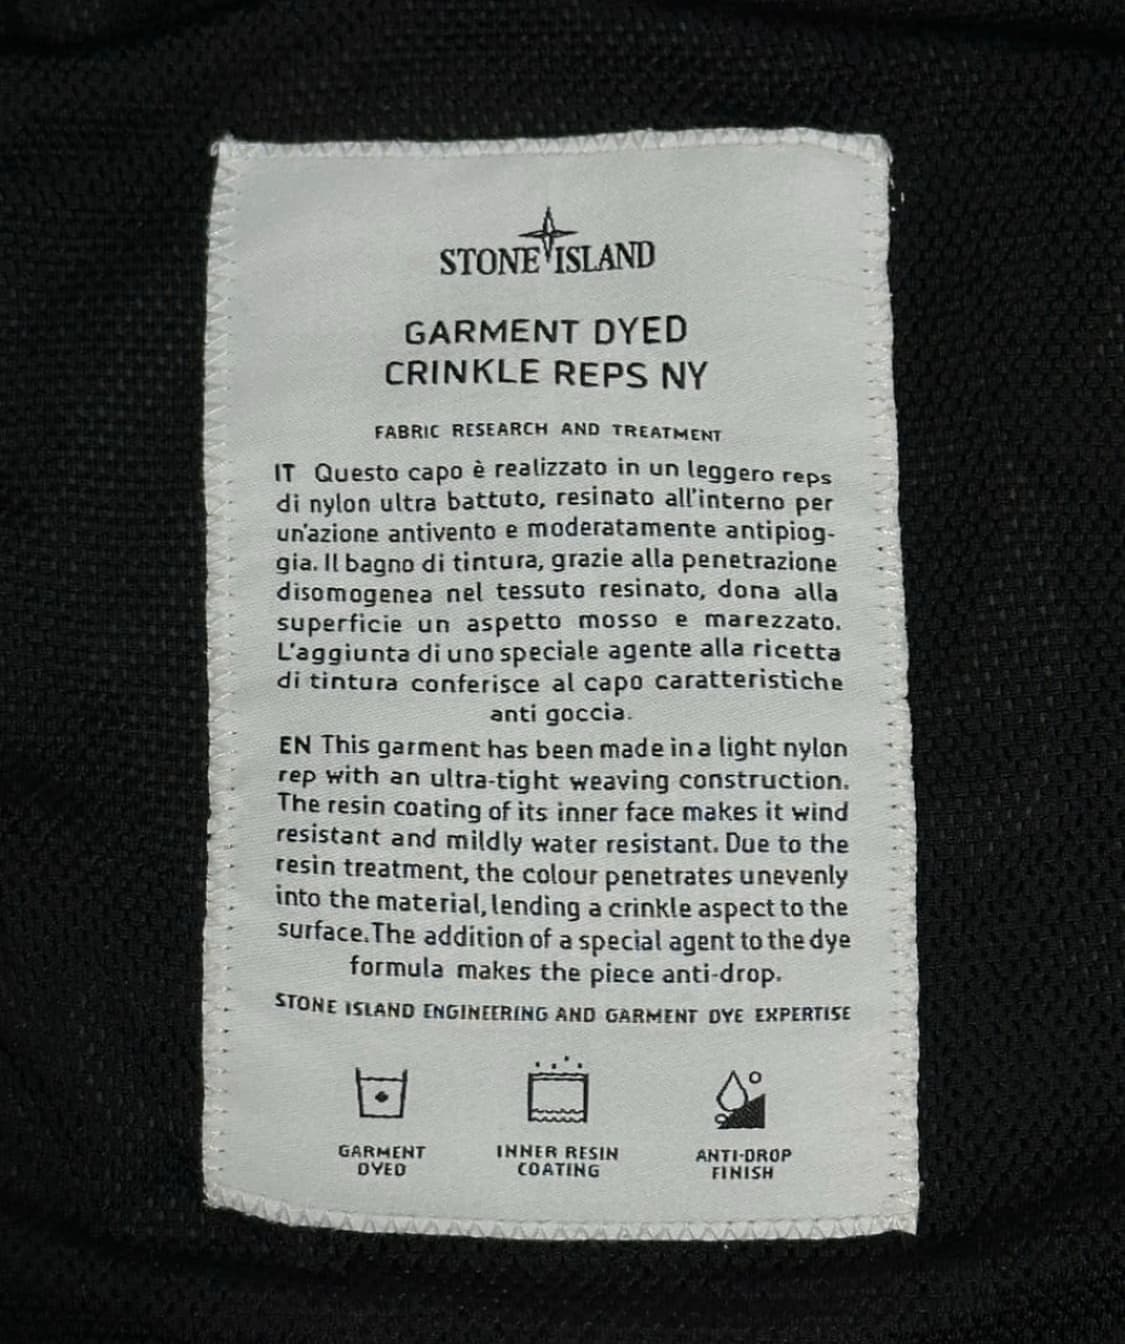 STONE ISLAND
GARMENT DYED
CRINKLE REPS NY
FABRIC RESEARCH AND TREATMENT
IT Questo capo è realizzato in un leggero reps
di nylon ultra battuto, resinato all'interno per
un'azione antivento e moderatamente antipiog-
gia. Il bagno di tintura, grazie alla penetrazione
disomogenea nel tessuto resinato, dona alla
superficie un aspetto mosso e marezzato.
L'aggiunta di uno speciale agente alla ricetta
di tintura conferisce al capo caratteristiche
anti goccia.
EN This garment has been made in a light nylon
rep with an ultra-tight weaving construction.
The resin coating of its inner face makes it wind
resistant and mildly water resistant. Due to the
resin treatment, the colour penetrates unevenly
into the material, lending a crinkle aspect to the
surface. The addition of a special agent to the dye
formula makes the piece anti-drop.
STONE ISLAND ENGINEERING AND GARMENT DYE EXPERTISE
GARMENT
DYED
INNER RESIN
COATING
ANTI-DROP
FINISH